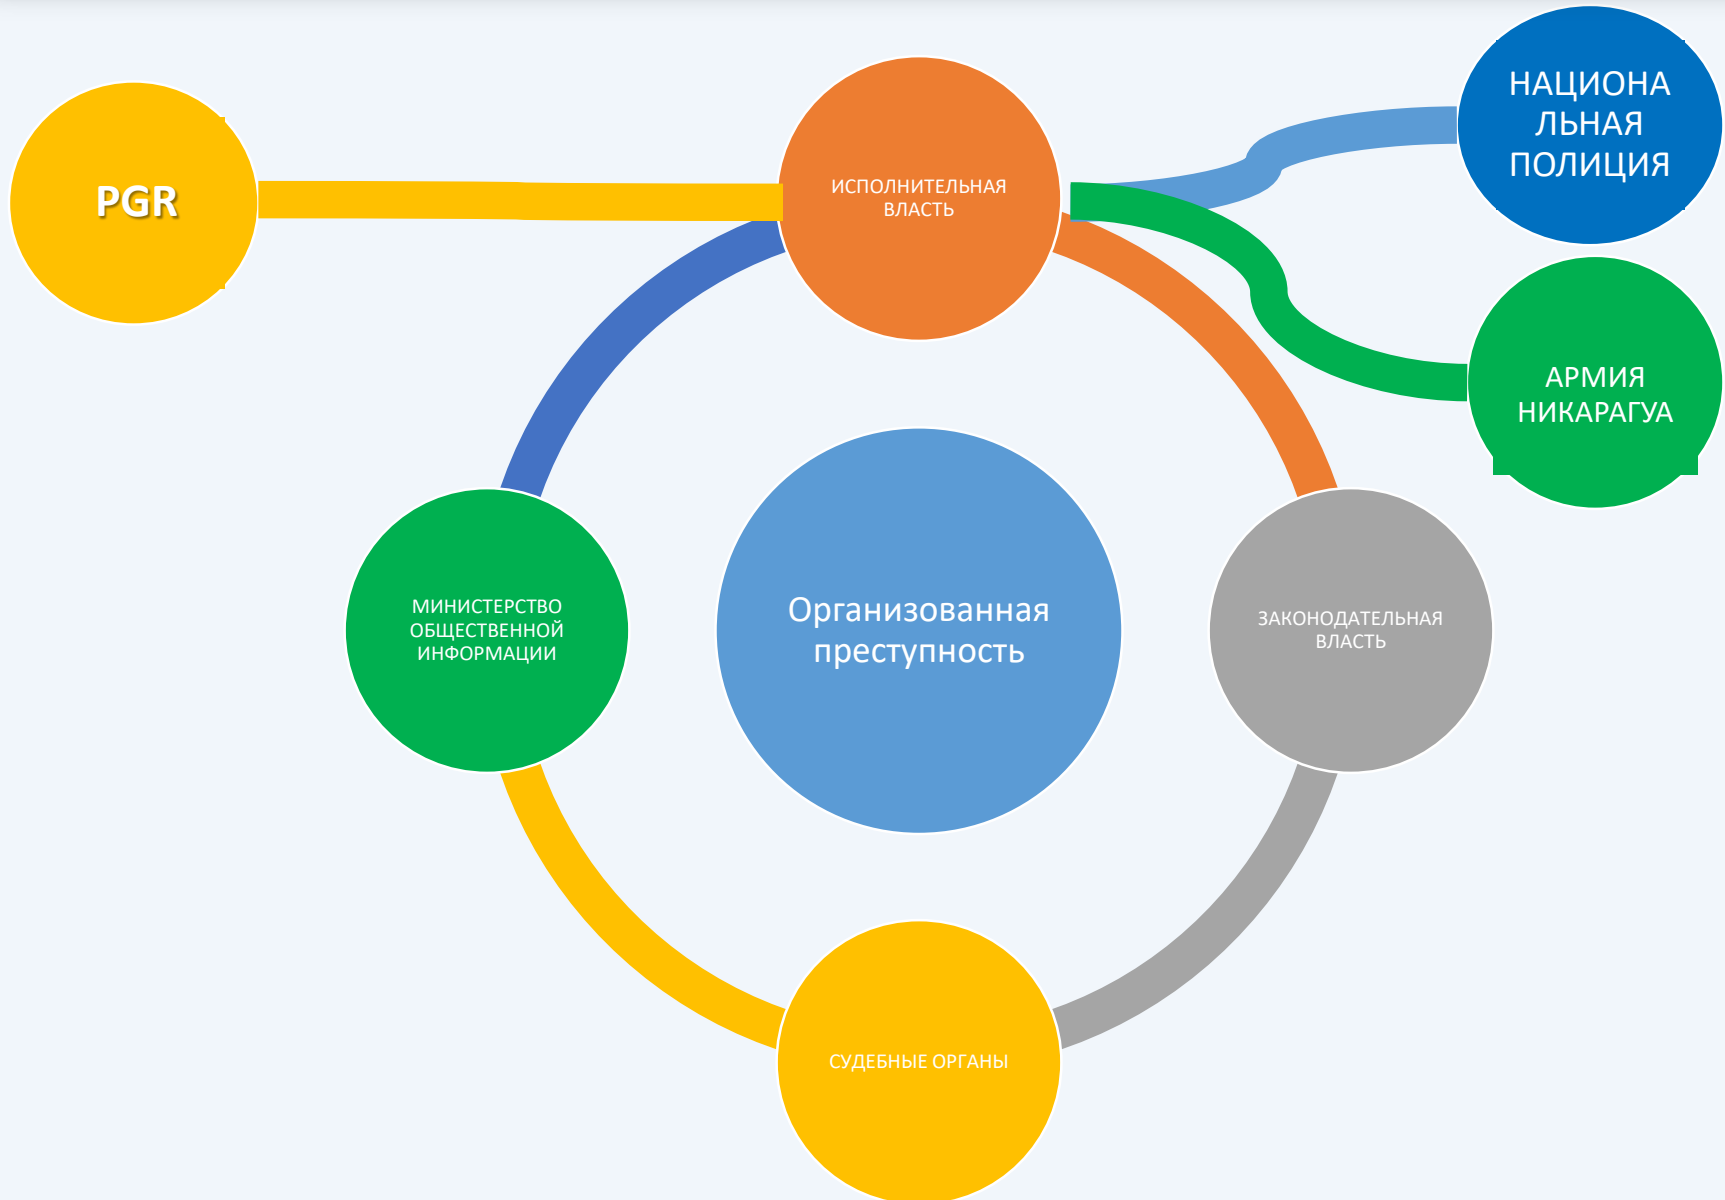 НАЦИОНА
ЛЬНАЯ
ПОЛИЦИЯ
PGR
ИСПОЛНИТЕЛЬНАЯ
ВЛАСТЬ
АРМИЯ
НИКАРАГУА
МИНИСТЕРСТВО
ОБЩЕСТВЕННОЙ
ИНФОРМАЦИИ
Организованная
преступность
ЗАКОНОДАТЕЛЬНАЯ
ВЛАСТЬ
СУДЕБНЫЕ ОРГАНЫ